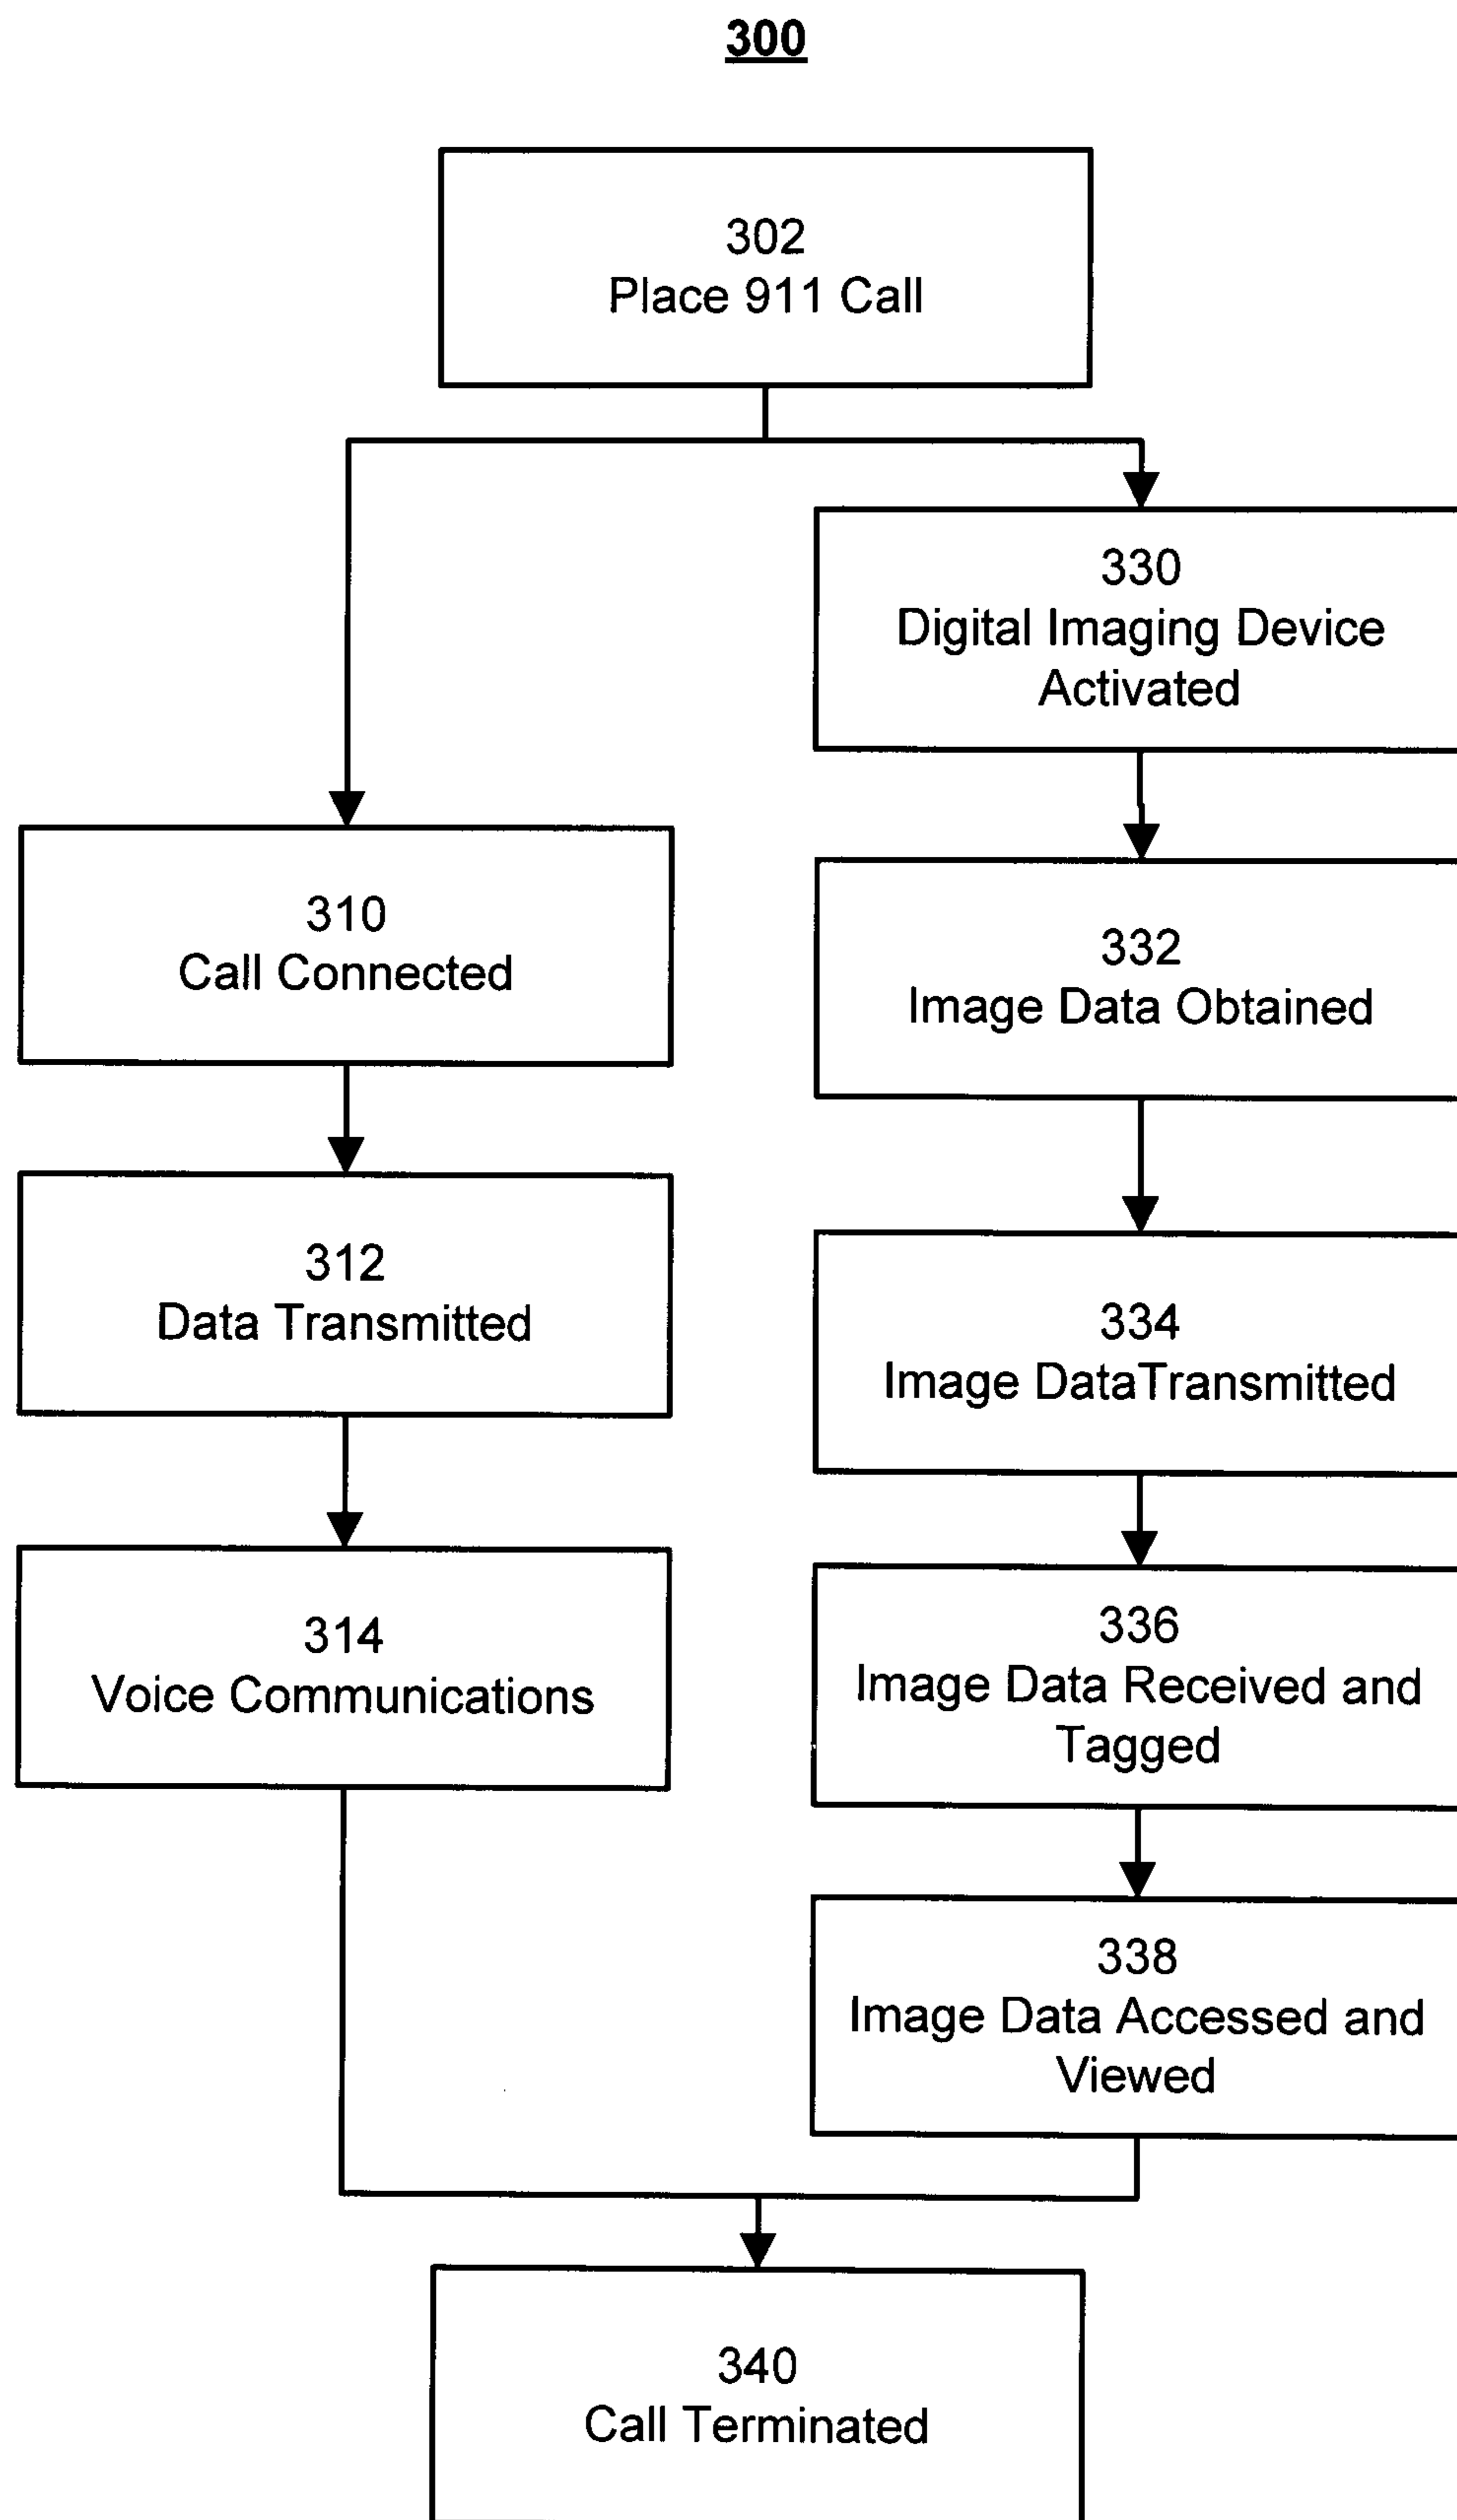 300
302
Place 911 Call
330
Digital Imaging Device
Activated
310
Call Connected
332
Image Data Obtained
312
Data Transmitted
334
Image DataTransmitted
314
Voice Communications
336
Image Data Received and
Tagged
338
Image Data Accessed and
Viewed
340
Call Terminated